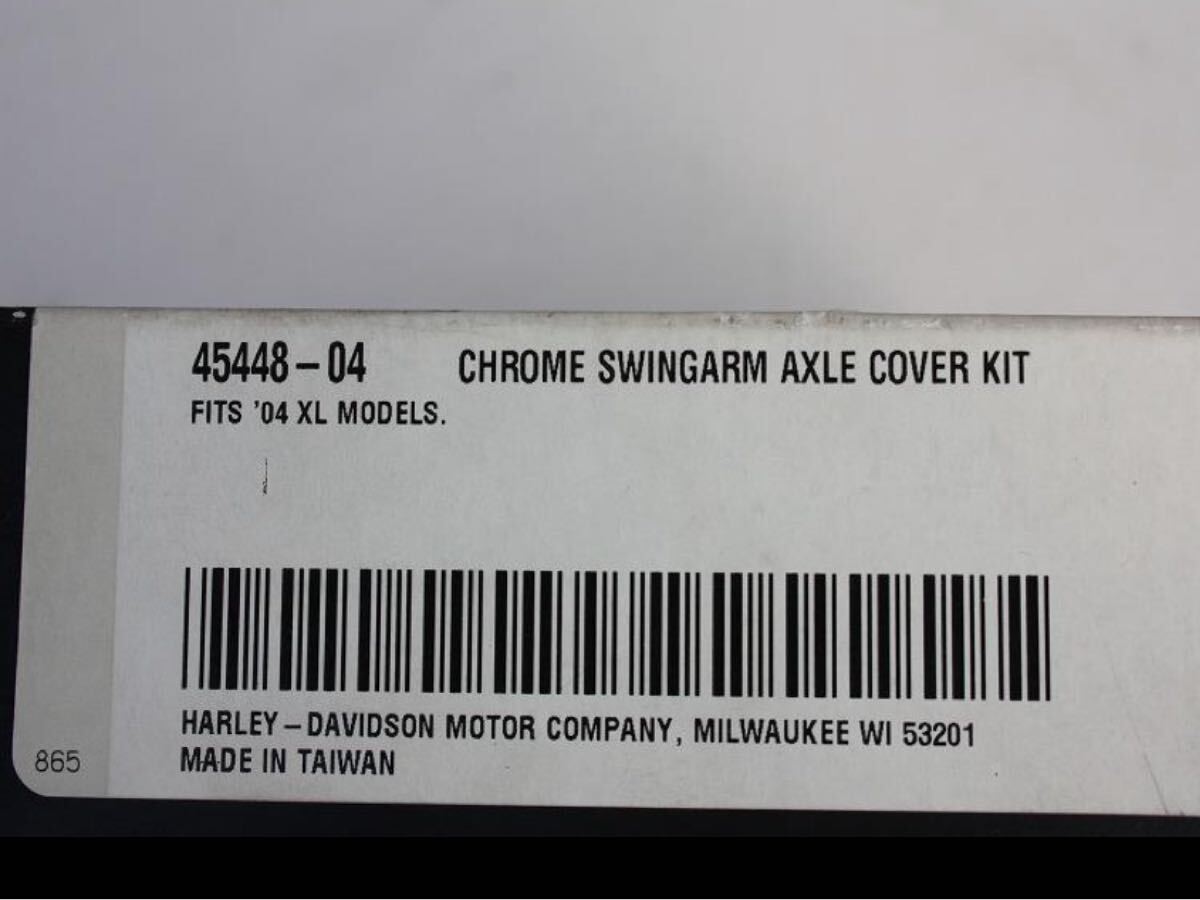 45448-04 CHROME SWINGARM AXLE COVER KIT
FITS '04 XL MODELS.
HARLEY-DAVIDSON MOTOR COMPANY, MILWAUKEE WI 53201
MADE IN TAIWAN
865